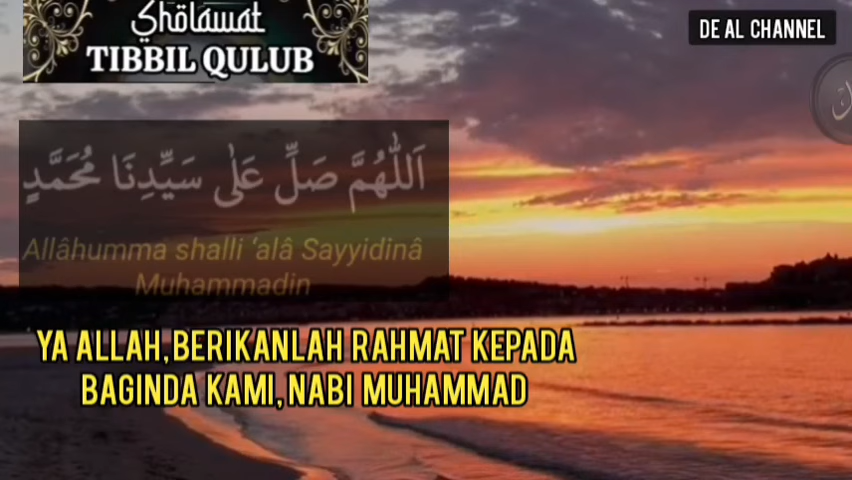 Shôlawat
TIBBIL QULUB
DE AL CHANNEL
اَللّٰهُمَّ صَلِّ عَلٰى سَيِّدِنَا مُحَمَّدٍ
Allâhumma shalli ‘alâ Sayyidinâ
Muhammadin
YA ALLAH, BERIKANLAH RAHMAT KEPADA
BAGINDA KAMI, NABI MUHAMMAD